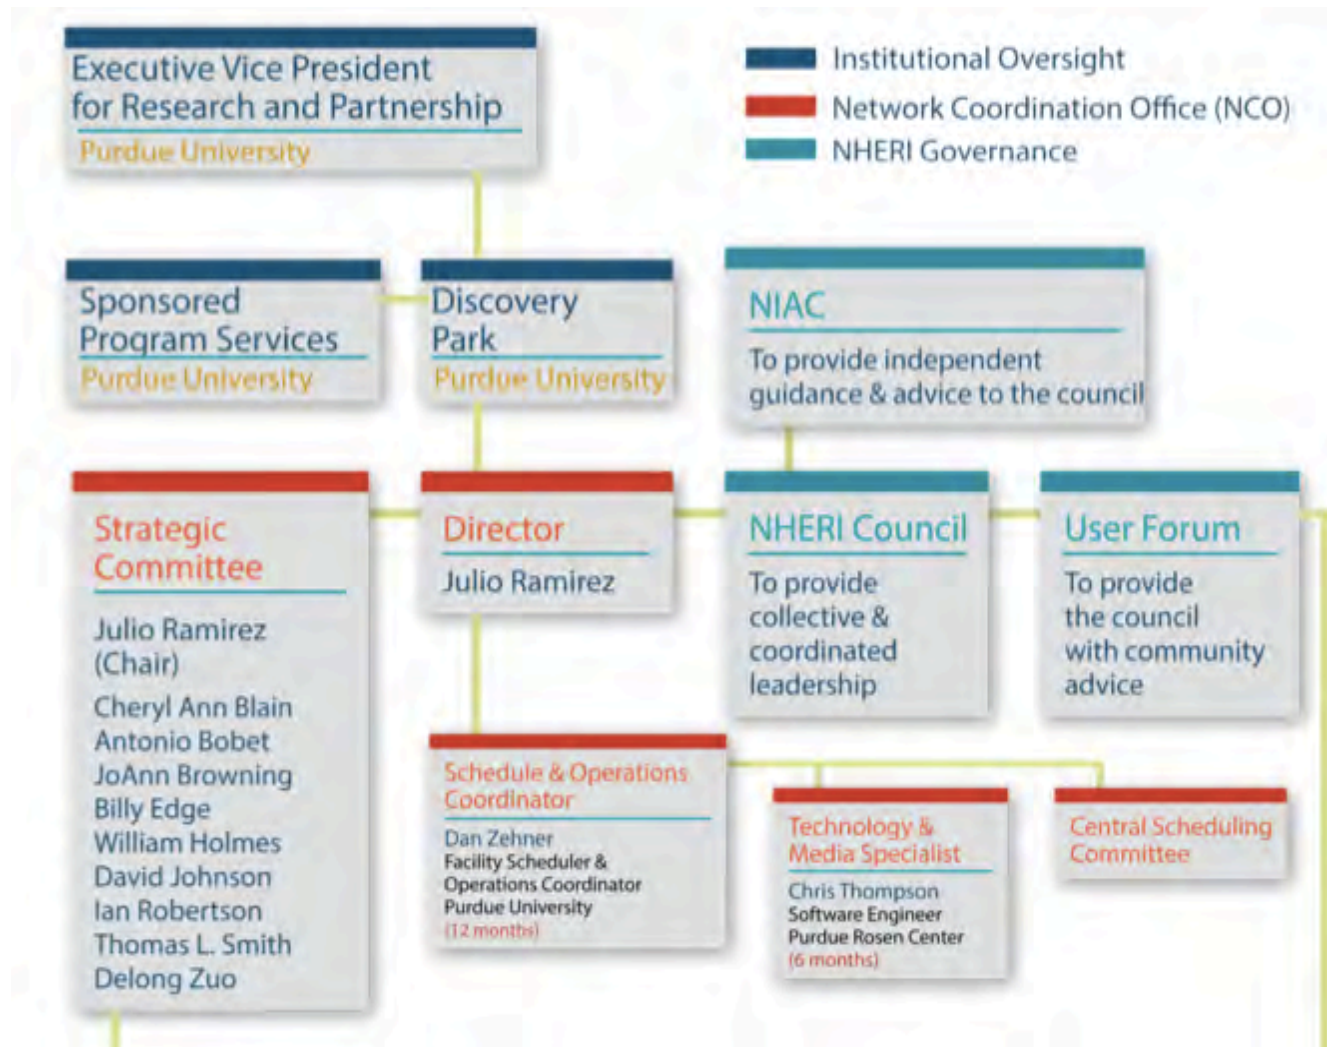 Executive Vice President
for Research and Partnership
Purdue University
Institutional Oversight
Network Coordination Office (NCO)
NHERI Governance
Sponsored
Program Services
Purdue University
Discovery
Park
Purdue University
NIAC
To provide independent
guidance & advice to the council
Strategic
Committee
Julio Ramirez
(Chair)
Cheryl Ann Blain
Antonio Bobet
JoAnn Browning
Billy Edge
William Holmes
David Johnson
Ian Robertson
Thomas L. Smith
Delong Zuo
Director
Julio Ramirez
NHERI Council
To provide
collective &
coordinated
leadership
User Forum
To provide
the council
with community
advice
Schedule & Operations
Coordinator
Dan Zehner
Facility Scheduler &
Operations Coordinator
Purdue University
(12 months)
Technology &
Media Specialist
Chris Thompson
Software Engineer
Purdue Rosen Center
(6 months)
Central Scheduling
Committee